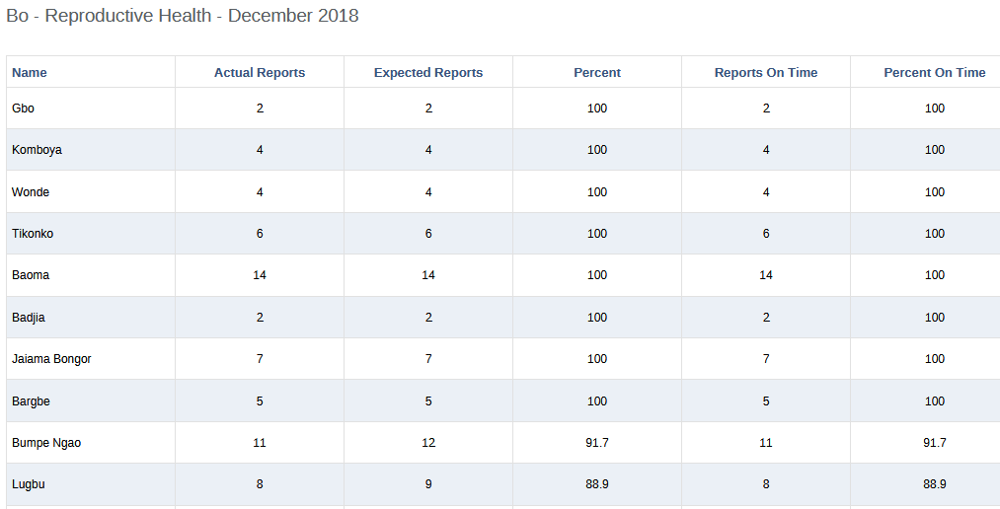 Bo - Reproductive Health - December 2018
Name Actual Reports Expected Reports Percent Reports On Time Percent On Time
Gbo 2 2 100 2 100
Komboya 4 4 100 4 100
Wonde 4 4 100 4 100
Tikonko 6 6 100 6 100
Baoma 14 14 100 14 100
Badjia 2 2 100 2 100
Jaiama Bongor 7 7 100 7 100
Bargbe 5 5 100 5 100
Bumpe Ngao 11 12 91.7 11 91.7
Lugbu 8 9 88.9 8 88.9